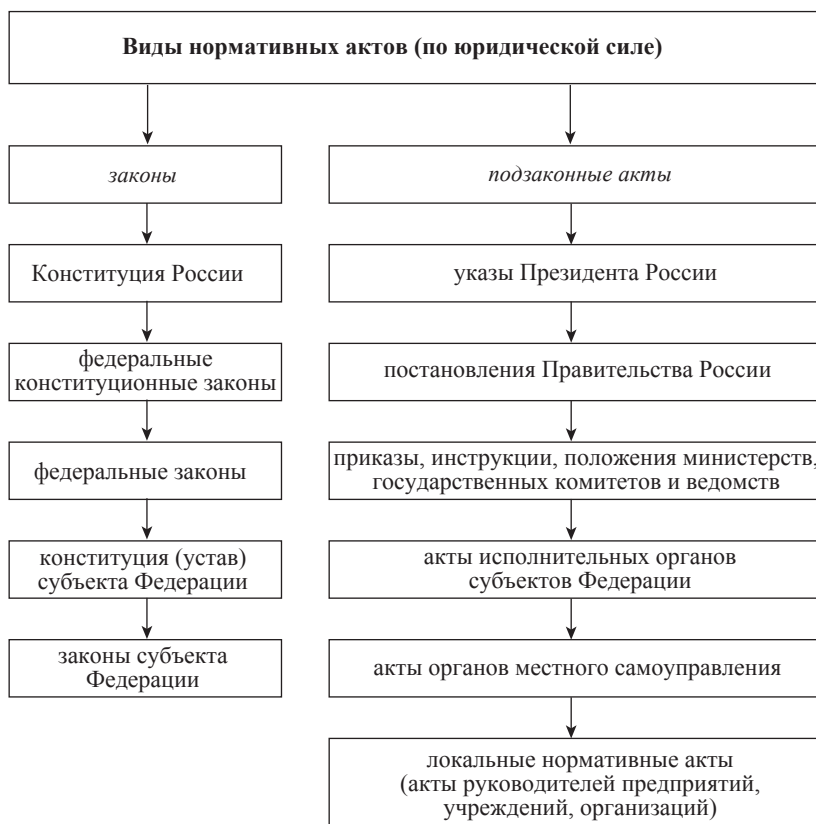 Виды нормативных актов (по юридической силе)
законы
Конституция России
федеральные
конституционные законы
федеральные законы
конституция (устав)
субъекта Федерации
законы субъекта
Федерации
подзаконные акты
указы Президента России
постановления Правительства России
приказы, инструкции, положения министерств,
государственных комитетов и ведомств
акты исполнительных органов
субъектов Федерации
акты органов местного самоуправления
локальные нормативные акты
(акты руководителей предприятий,
учреждений, организаций)